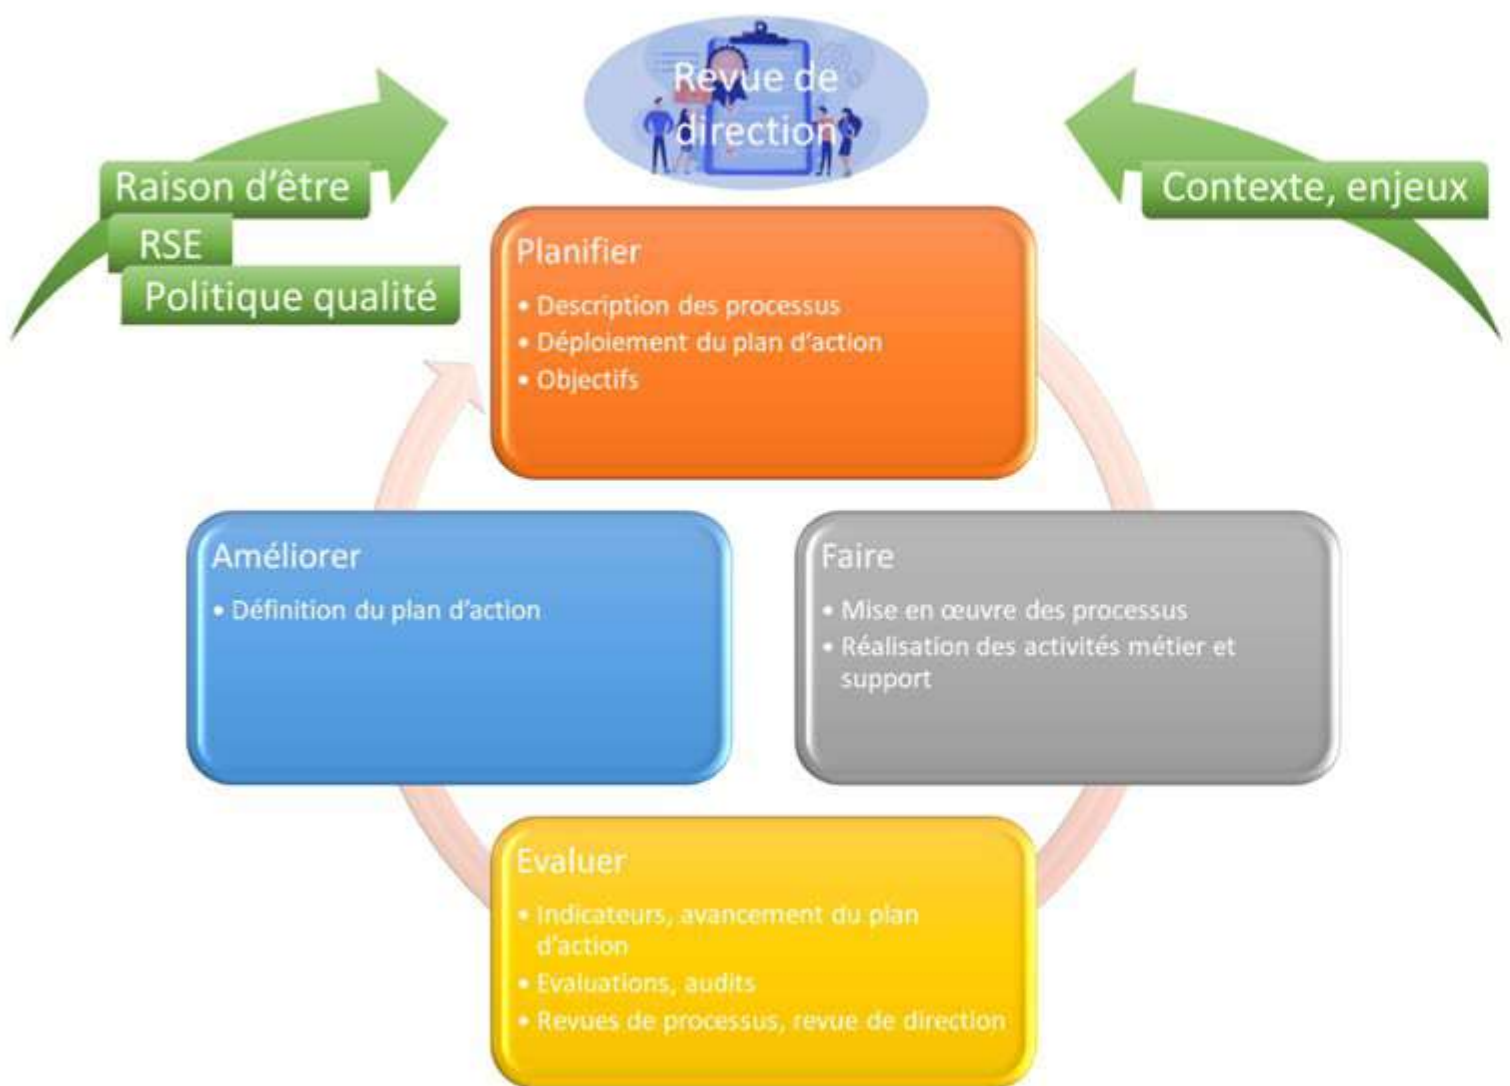 Revue de
direction
Raison d'être
RSE
Politique qualité
Contexte, enjeux
Planifier
• Description des processus
• Déploiement du plan d'action
• Objectifs
Améliorer
• Définition du plan d'action
Faire
• Mise en œuvre des processus
• Réalisation des activités métier et
support
Evaluer
• Indicateurs, avancement du plan
d'action
• Evaluations, audits
• Revues de processus, revue de direction